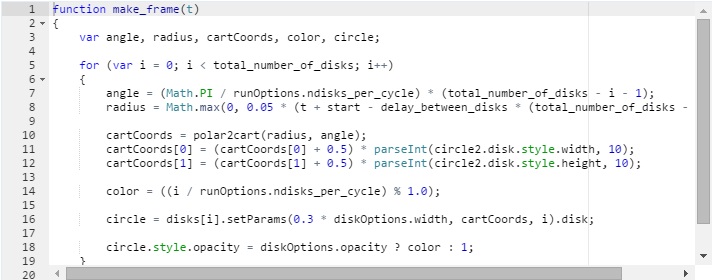 1 function make_frame(t)
2 {
3 var angle, radius, cartCoords, color, circle;
4
5 for (var i = 0; i < total_number_of_disks; i++)
6 {
7 angle = (Math.PI / runOptions.ndisks_per_cycle) * (total_number_of_disks - i - 1);
8 radius = Math.max(0, 0.05 * (t + start - delay_between_disks * (total_number_of_disks -
9
10 cartCoords = polar2cart(radius, angle);
11 cartCoords[0] = (cartCoords[0] + 0.5) * parseInt(circle2.disk.style.width, 10);
12 cartCoords[1] = (cartCoords[1] + 0.5) * parseInt(circle2.disk.style.height, 10);
13
14 color = ((i / runOptions.ndisks_per_cycle) % 1.0);
15
16 circle = disks[i].setParams(0.3 * diskOptions.width, cartCoords, i).disk;
17
18 circle.style.opacity = diskOptions.opacity ? color : 1;
19 }
20